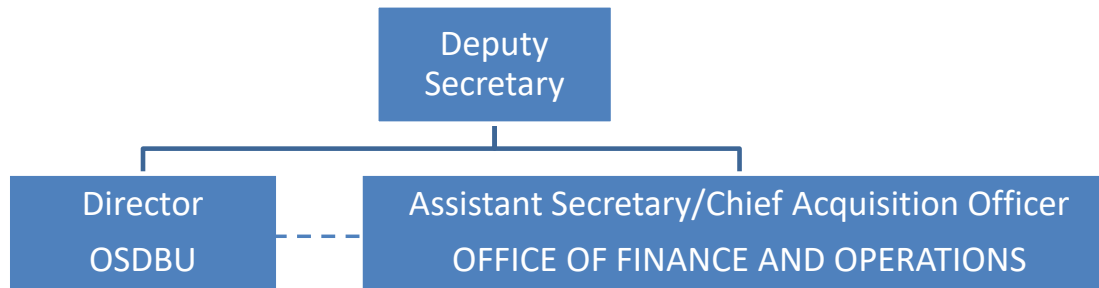 Deputy
Secretary
Director
OSDBU
Assistant Secretary/Chief Acquisition Officer
OFFICE OF FINANCE AND OPERATIONS